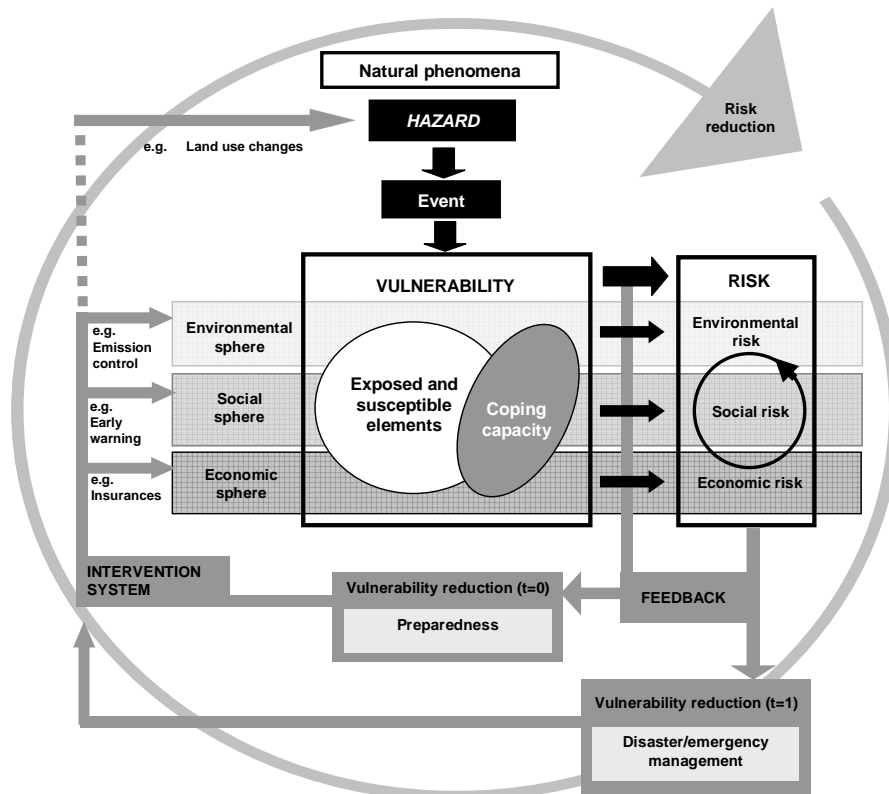 Natural phenomena
HAZARD
e.g. Land use changes
Risk
reduction
Event
VULNERABILITY
RISK
e.g.
Emission
control
Environmental
sphere
Environmental
risk
e.g.
Early
warning
Social
sphere
Exposed and
susceptible
elements
Coping
capacity
Social risk
e.g.
Insurances
Economic
sphere
Economic risk
INTERVENTION
SYSTEM
Vulnerability reduction (t=0)
Preparedness
FEEDBACK
Vulnerability reduction (t=1)
Disaster/emergency
management